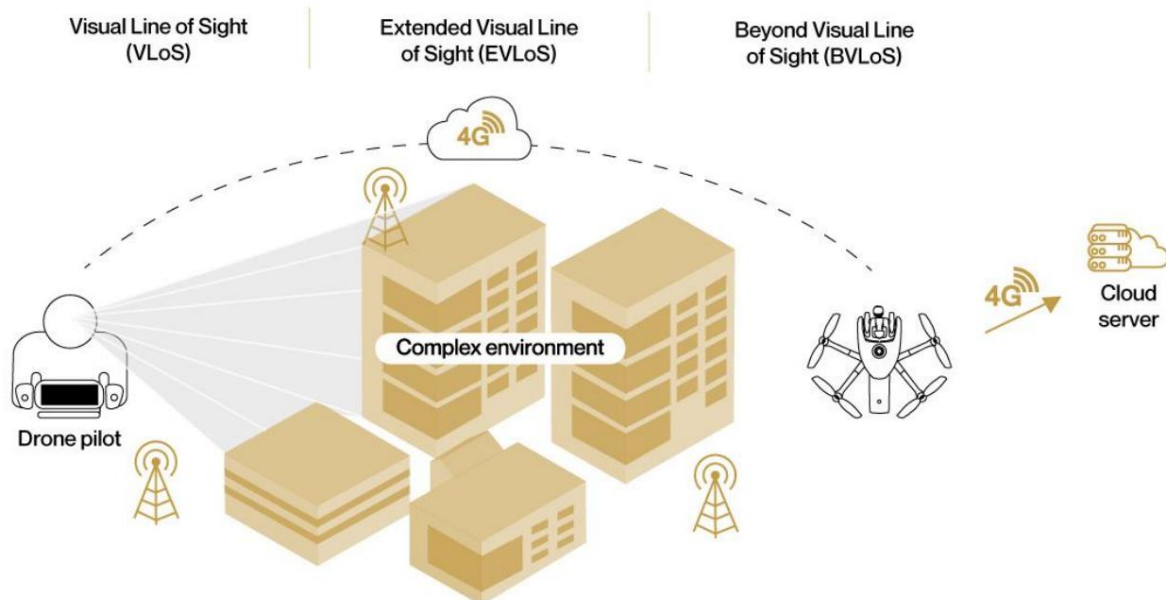 Visual Line of Sight
(VLoS)
Extended Visual Line
of Sight (EVLoS)
Beyond Visual Line
of Sight (BVLoS)
4G
Complex environment
Drone pilot
4G
Cloud
server